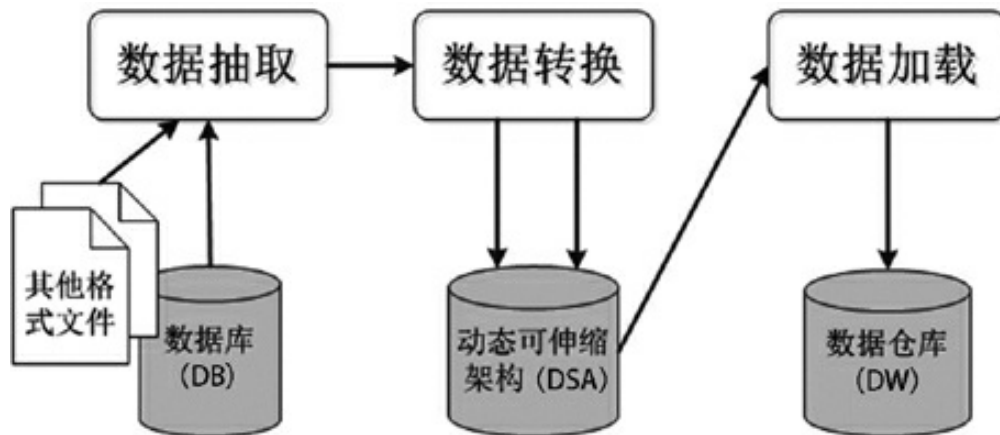 数据抽取
数据转换
数据加载
其他格
式文件
数据库
(DB)
动态可伸缩
架构 (DSA)
数据仓库
(DW)